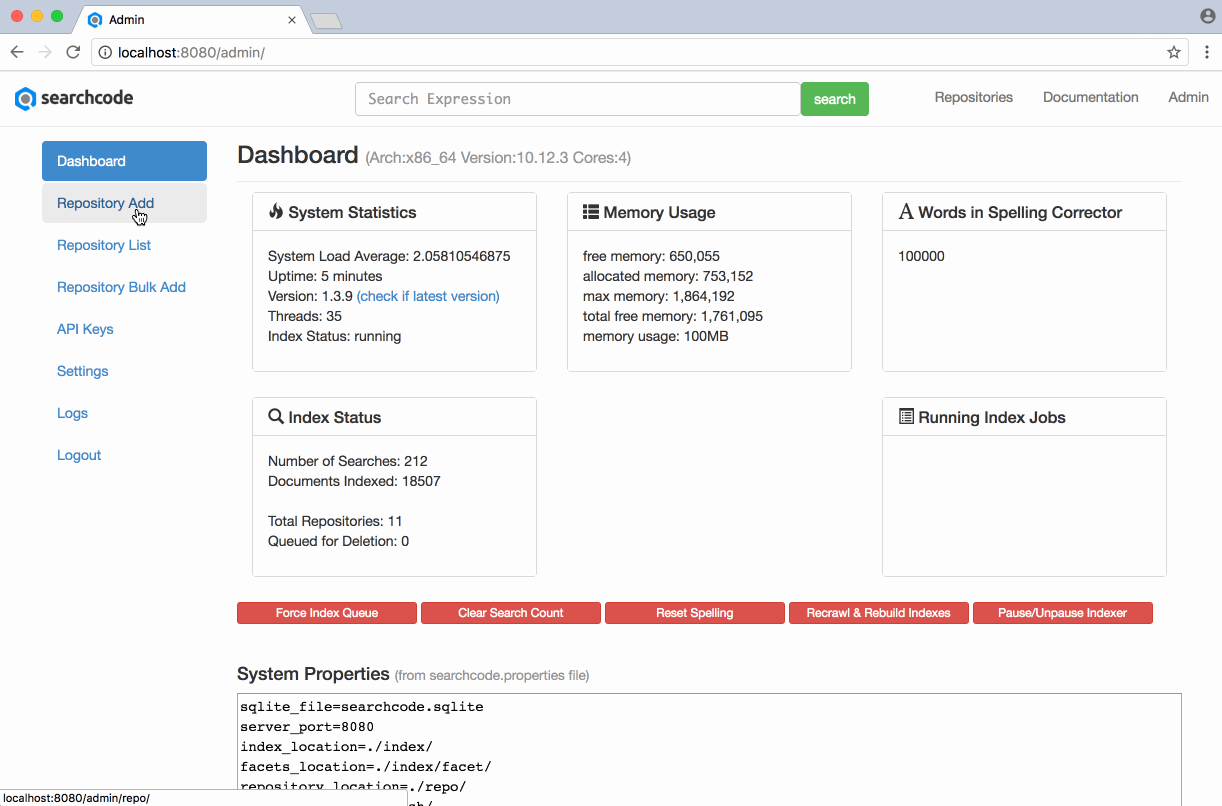 Admin
localhost:8080/admin/
searchcode
Search Expression
search
Repositories
Documentation
Admin
Dashboard
Repository Add
Repository List
Repository Bulk Add
API Keys
Settings
Logs
Logout
Dashboard (Arch:x86_64 Version:10.12.3 Cores:4)
System Statistics
System Load Average: 2.05810546875
Uptime: 5 minutes
Version: 1.3.9 (check if latest version)
Threads: 35
Index Status: running
Memory Usage
free memory: 650,055
allocated memory: 753,152
max memory: 1,864,192
total free memory: 1,761,095
memory usage: 100MB
Words in Spelling Corrector
100000
Index Status
Number of Searches: 212
Documents Indexed: 18507
Total Repositories: 11
Queued for Deletion: 0
Running Index Jobs
Force Index Queue
Clear Search Count
Reset Spelling
Recrawl & Rebuild Indexes
Pause/Unpause Indexer
System Properties (from searchcode.properties file)
sqlite_file=searchcode.sqlite
server_port=8080
index_location=./index/
facets_location=./index/facet/
repository_location=./repo/
localhost:8080/admin/repo/